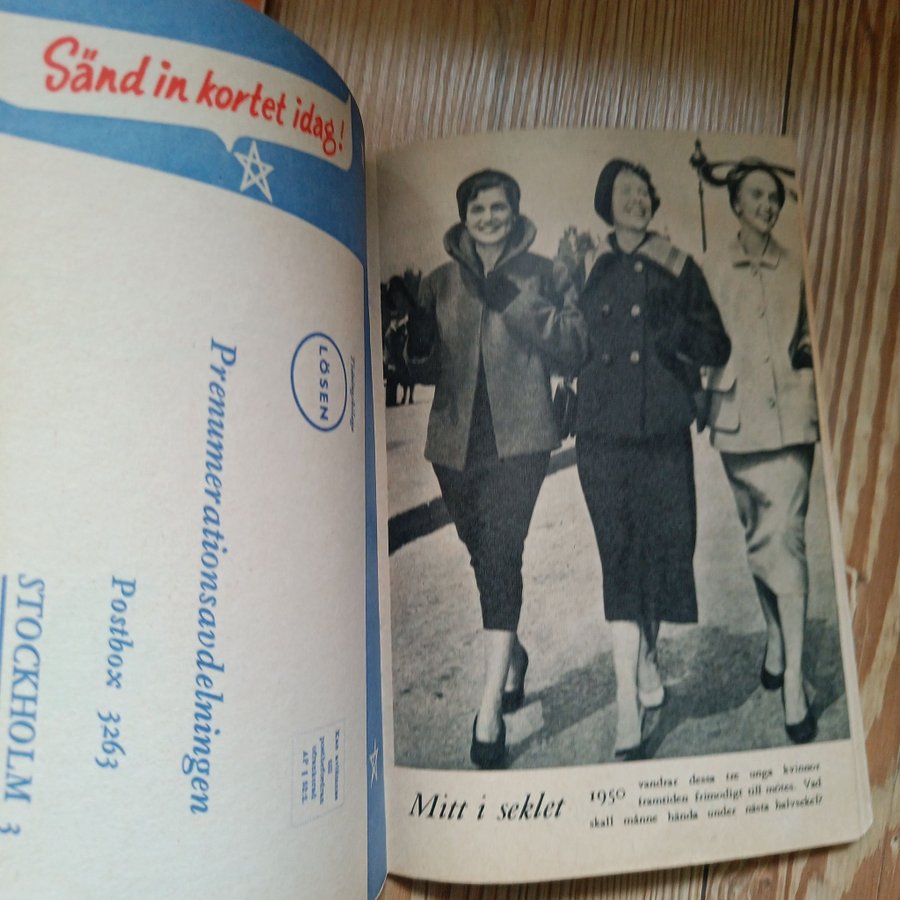 Sänd in kortet idag!
LÖSEN
Prenumerationsavdelningen
Postbox 3263
STOCKHOLM 3
Mitt i seklet
1950 vandrar dessa tre unga kvinnor
framtiden frimodigt till mötes. Vad
skall månne hända under nästa halvsekel?